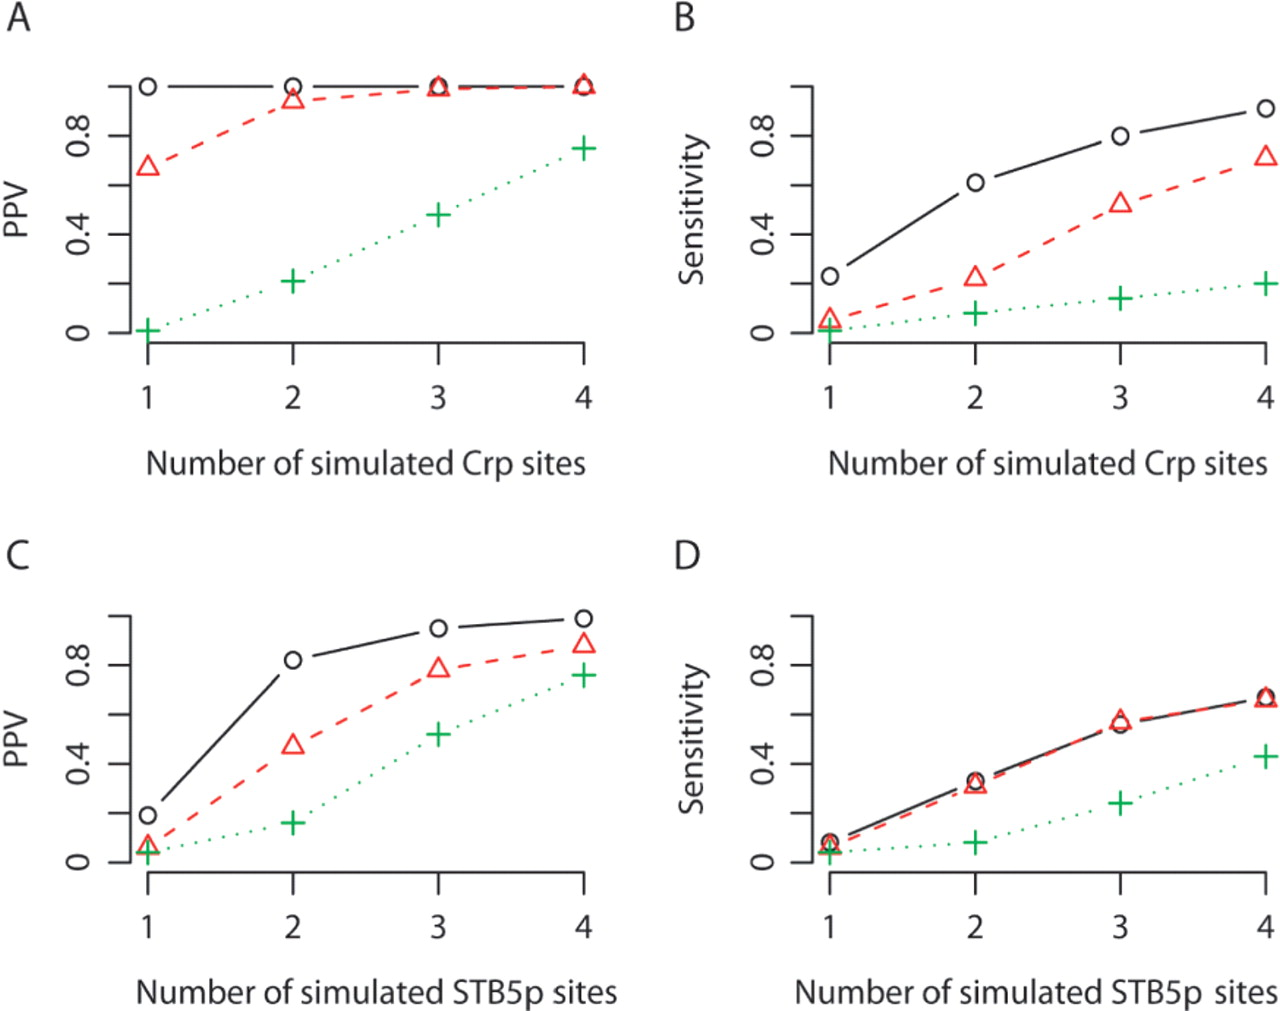 A
PPV
0.8
0.4
0
1 2 3 4
Number of simulated Crp sites
B
Sensitivity
0.8
0.4
0
1 2 3 4
Number of simulated Crp sites
C
PPV
0.8
0.4
0
1 2 3 4
Number of simulated STB5p sites
D
Sensitivity
0.8
0.4
0
1 2 3 4
Number of simulated STB5p sites